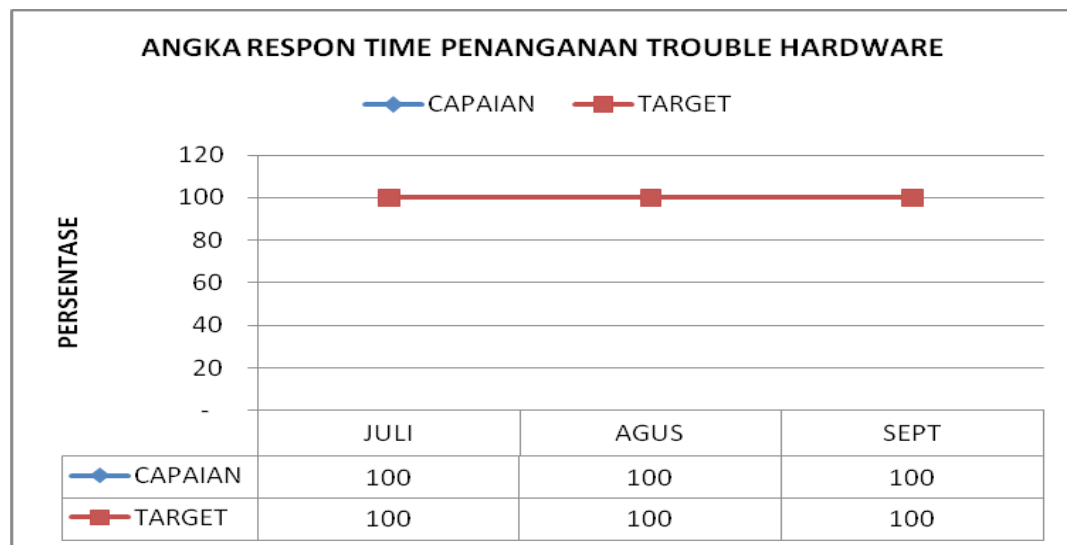 ANGKA RESPON TIME PENANGANAN TROUBLE HARDWARE
CAPAIAN TARGET
PERSENTASE
120
100
80
60
40
20
-
JULI AGUS SEPT
CAPAIAN 100 100 100
TARGET 100 100 100